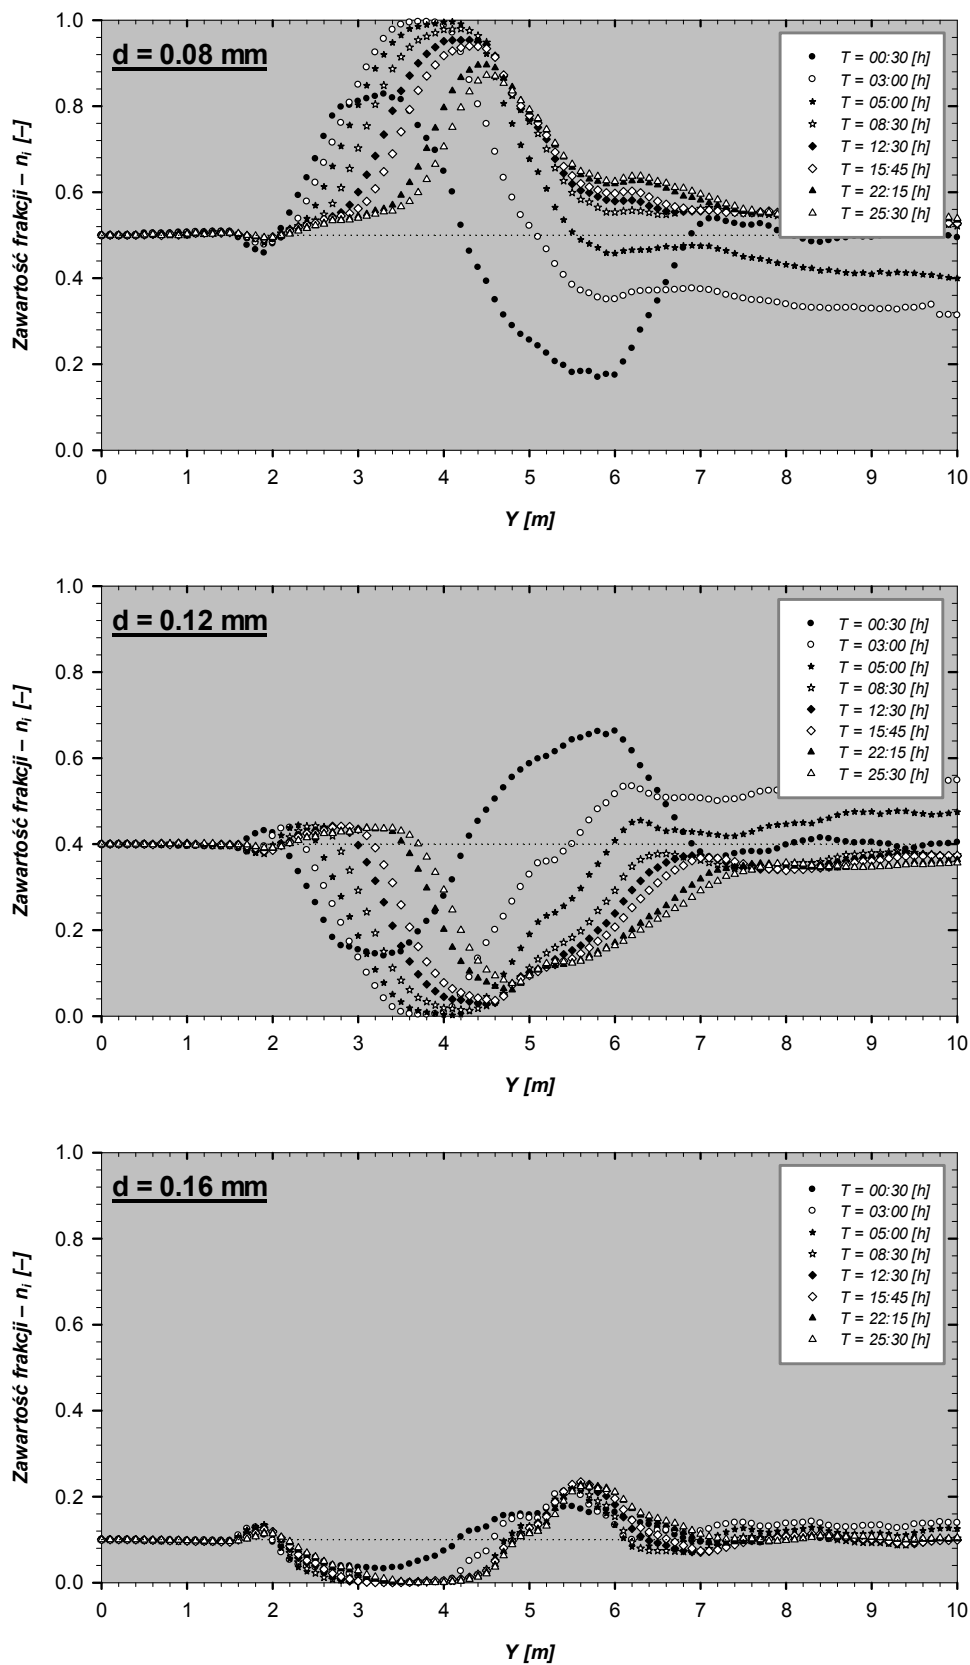 d = 0.08 mm
T = 00:30 [h]
T = 03:00 [h]
T = 05:00 [h]
T = 08:30 [h]
T = 12:30 [h]
T = 15:45 [h]
T = 22:15 [h]
T = 25:30 [h]
Zawartość frakcji – ni [–]
1.0
0.8
0.6
0.4
0.2
0.0
0 1 2 3 4 5 6 7 8 9 10
Y [m]
d = 0.12 mm
T = 00:30 [h]
T = 03:00 [h]
T = 05:00 [h]
T = 08:30 [h]
T = 12:30 [h]
T = 15:45 [h]
T = 22:15 [h]
T = 25:30 [h]
Zawartość frakcji – ni [–]
1.0
0.8
0.6
0.4
0.2
0.0
0 1 2 3 4 5 6 7 8 9 10
Y [m]
d = 0.16 mm
T = 00:30 [h]
T = 03:00 [h]
T = 05:00 [h]
T = 08:30 [h]
T = 12:30 [h]
T = 15:45 [h]
T = 22:15 [h]
T = 25:30 [h]
Zawartość frakcji – ni [–]
1.0
0.8
0.6
0.4
0.2
0.0
0 1 2 3 4 5 6 7 8 9 10
Y [m]